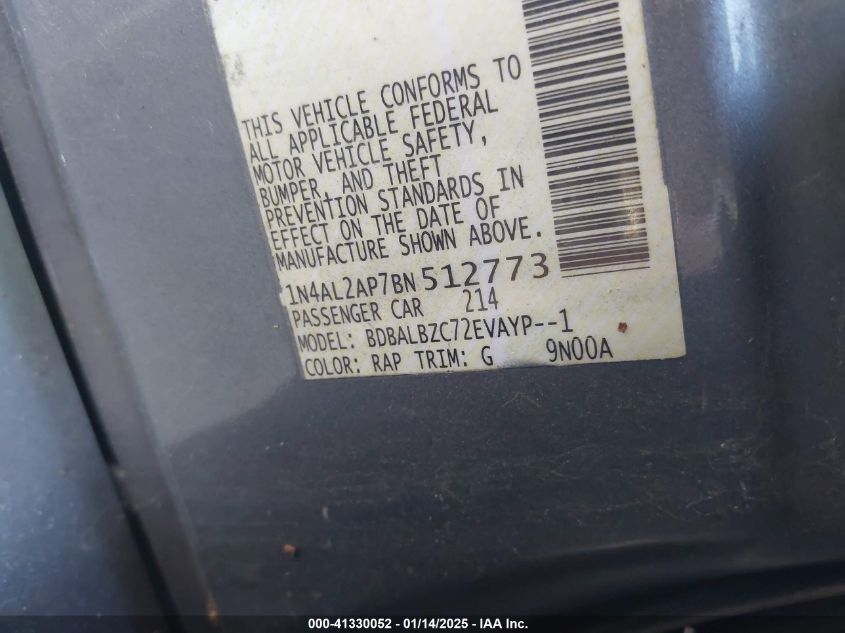 THIS VEHICLE CONFORMS TO
ALL APPLICABLE FEDERAL
MOTOR VEHICLE SAFETY,
BUMPER, AND THEFT
PREVENTION STANDARDS IN
EFFECT ON THE DATE OF
MANUFACTURE SHOWN ABOVE.
1N4AL2AP7BN512773
PASSENGER CAR 214
MODEL: BDBALBZC72EVAYP--1
COLOR: RAP TRIM: G 9N00A
000-41330052 — 01/14/2025 — IAA Inc.